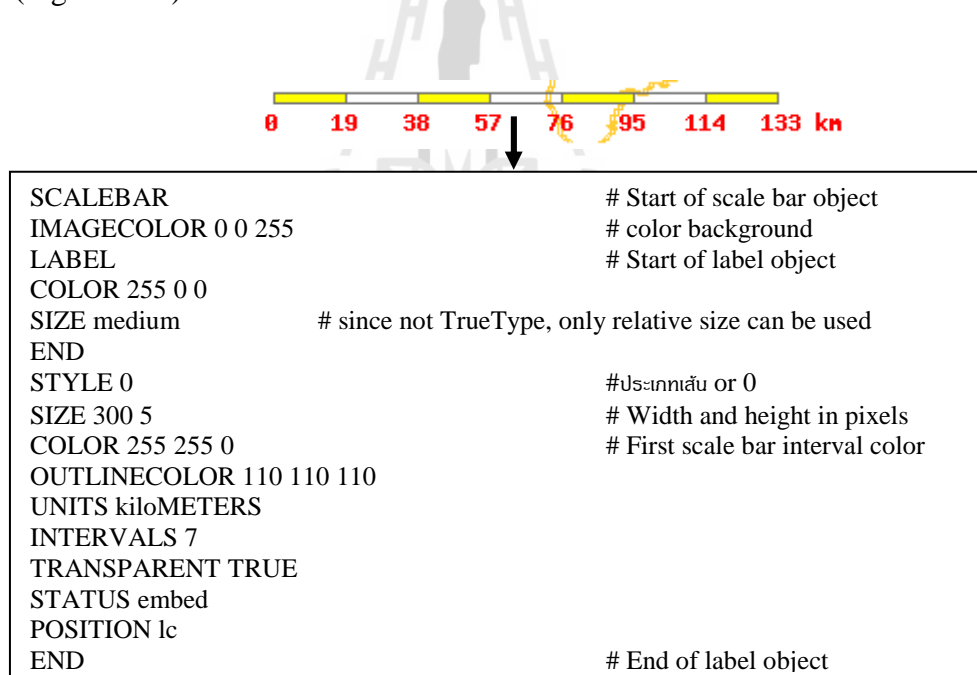 0 19 38 57 76 95 114 133 km
SCALEBAR # Start of scale bar object
IMAGECOLOR 0 0 255 # color background
LABEL # Start of label object
COLOR 255 0 0
SIZE medium # since not TrueType, only relative size can be used
END
STYLE 0 #ประเภทเส้น or 0
SIZE 300 5 # Width and height in pixels
COLOR 255 255 0 # First scale bar interval color
OUTLINECOLOR 110 110 110
UNITS kiloMETERS
INTERVALS 7
TRANSPARENT TRUE
STATUS embed
POSITION lc
END # End of label object